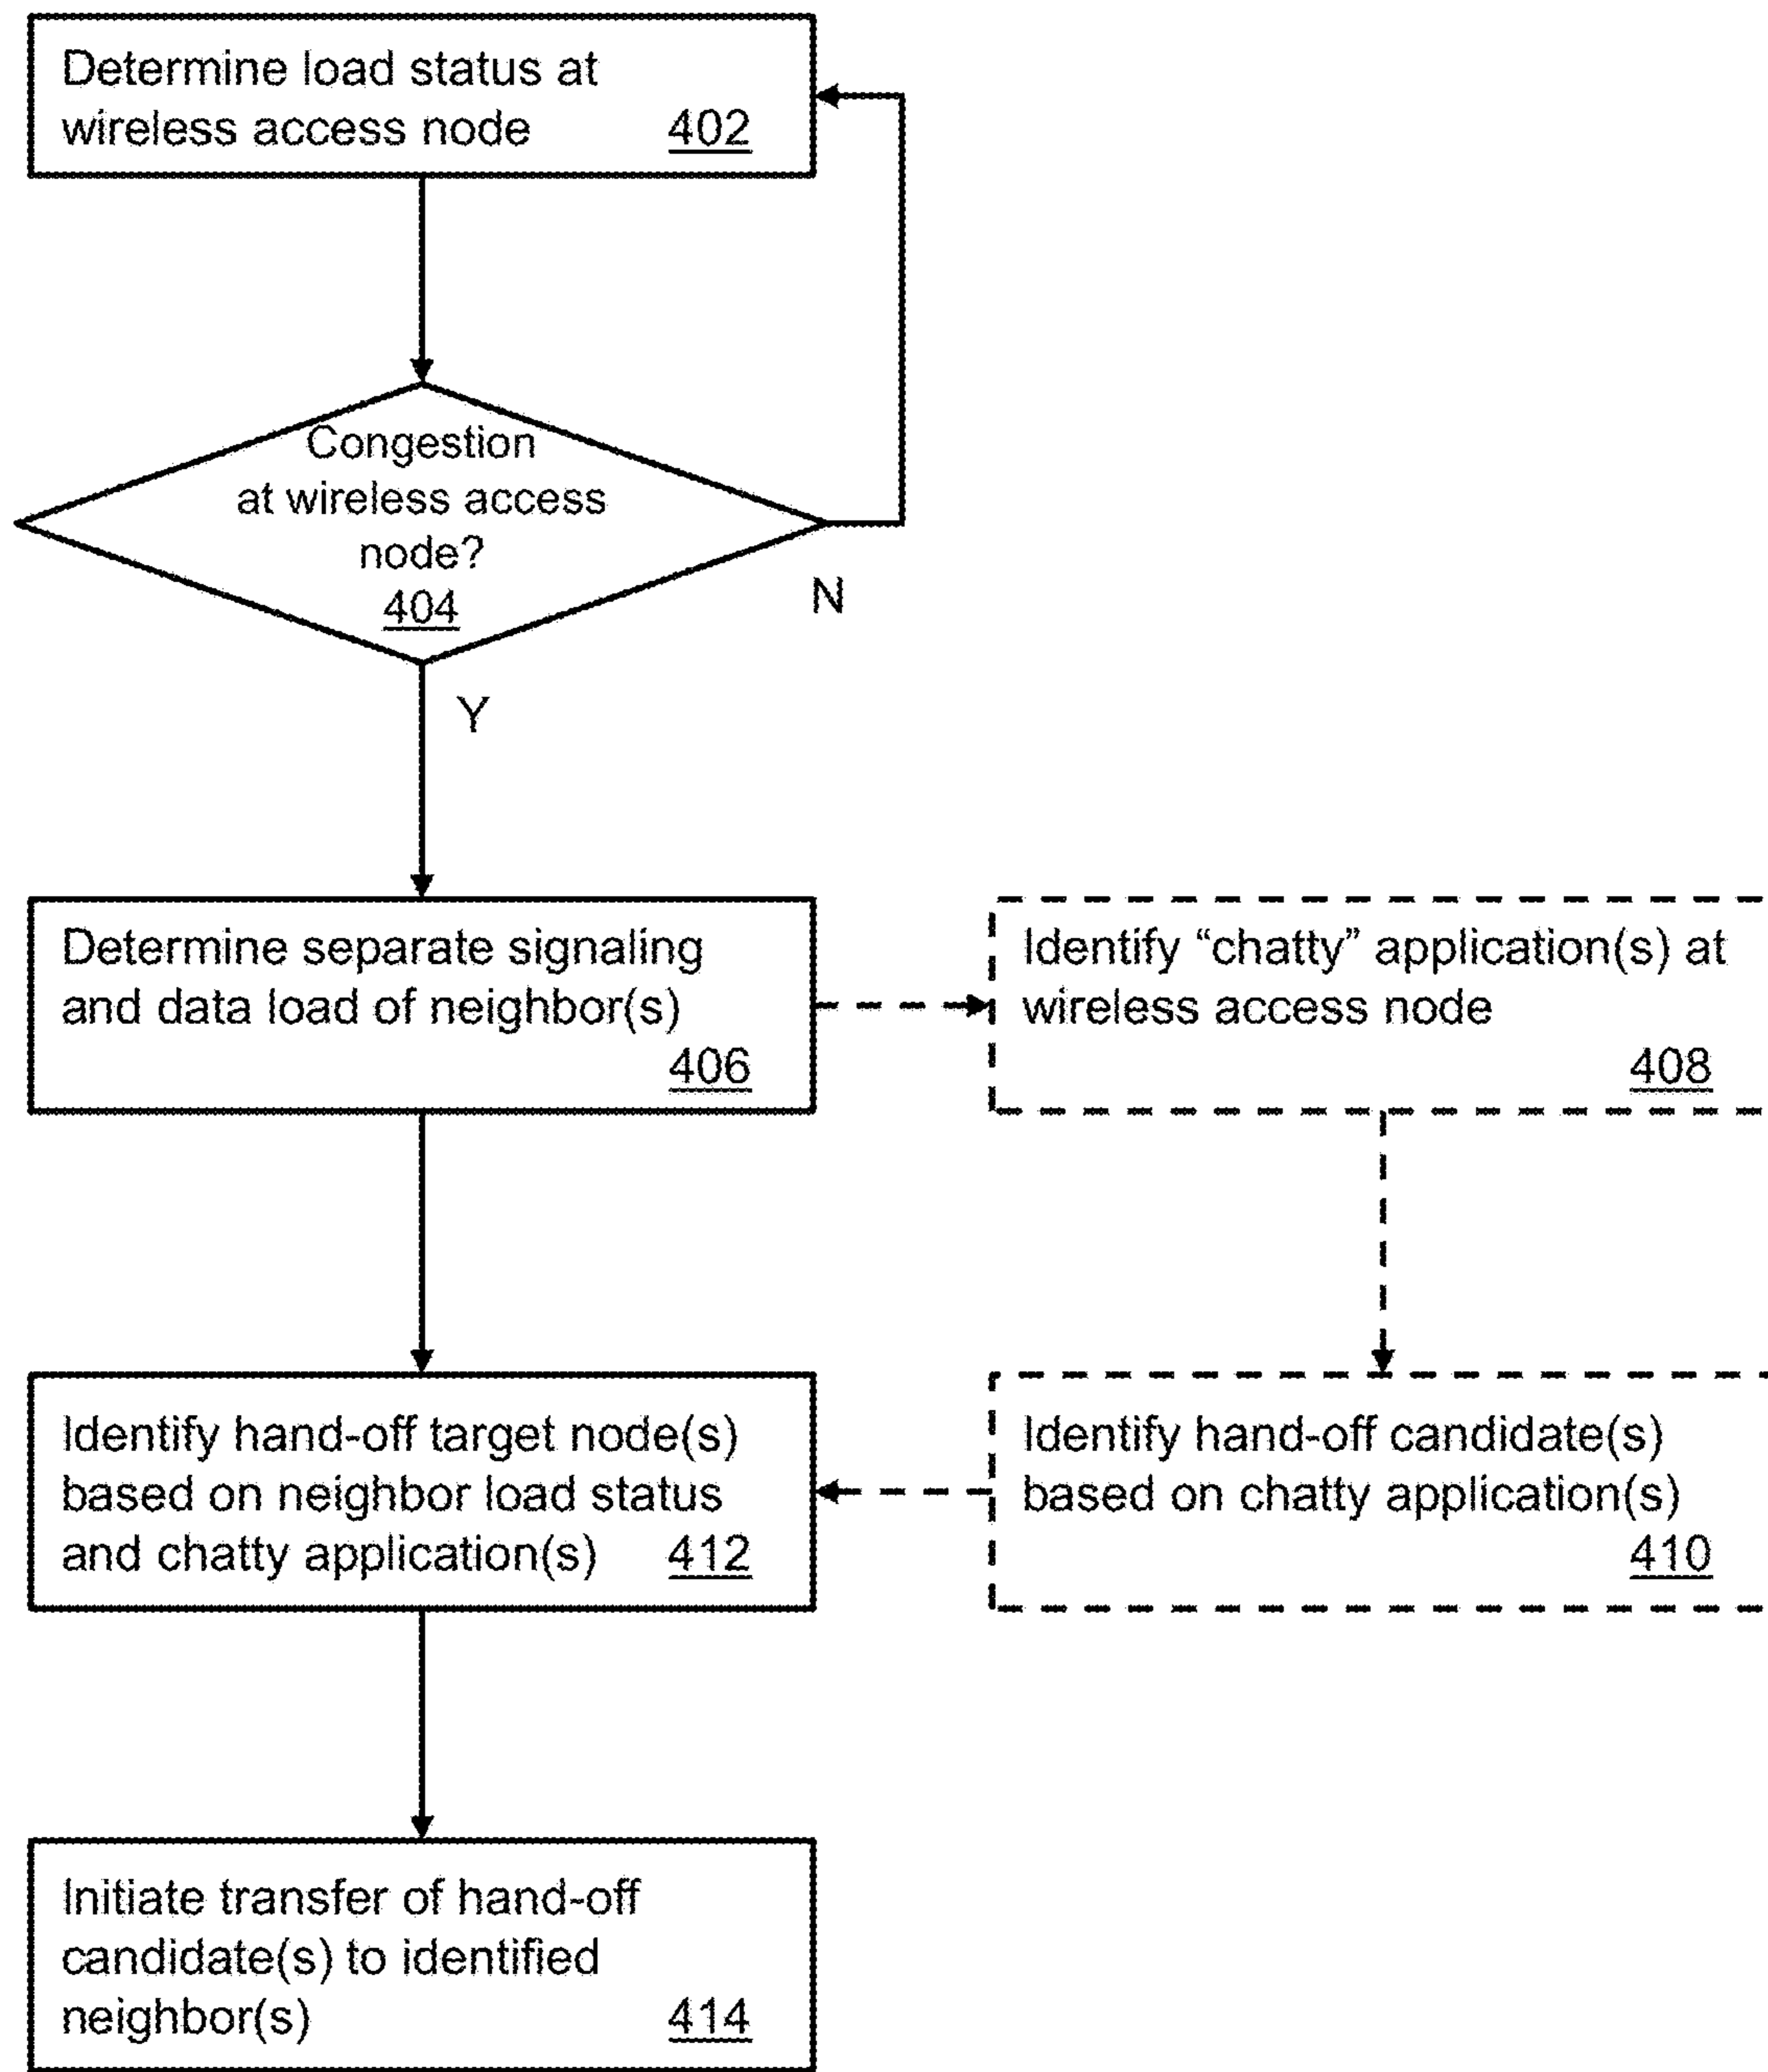 Determine load status at
wireless access node 402
Congestion
at wireless access
node?
404
N
Y
Determine separate signaling
and data load of neighbor(s)
406
Identify “chatty” application(s) at
wireless access node
408
Identify hand-off target node(s)
based on neighbor load status
and chatty application(s) 412
Identify hand-off candidate(s)
based on chatty application(s)
410
Initiate transfer of hand-off
candidate(s) to identified
neighbor(s) 414